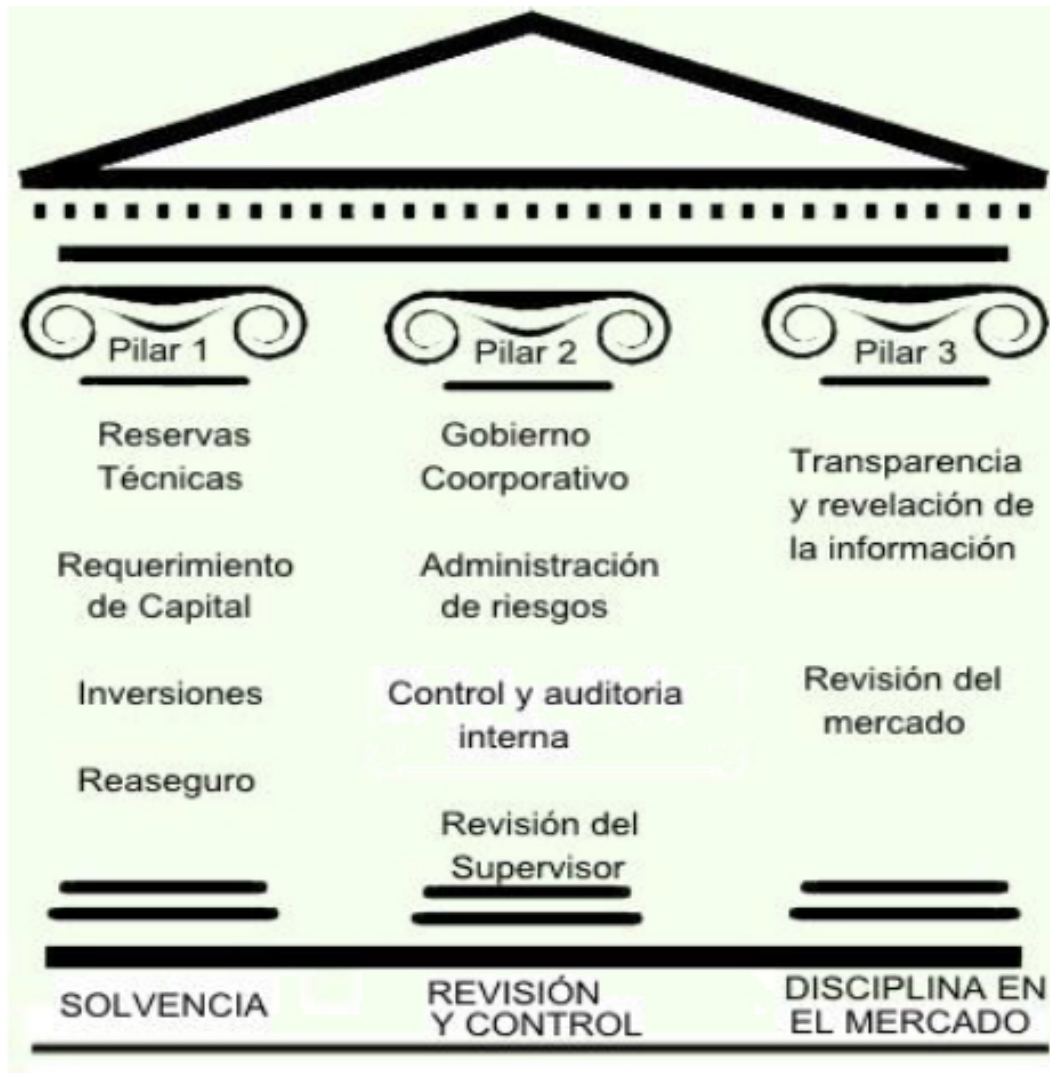 Pilar 1
Reservas
Técnicas
Requerimiento
de Capital
Inversiones
Reaseguro
SOLVENCIA
Pilar 2
Gobierno
Coorporativo
Administración
de riesgos
Control y auditoria
interna
Revisión del
Supervisor
REVISIÓN
Y CONTROL
Pilar 3
Transparencia
y revelación de
la información
Revisión del
mercado
DISCIPLINA EN
EL MERCADO